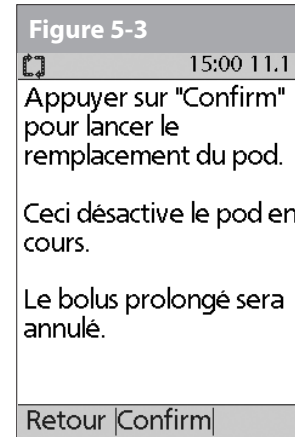 Figure 5-3
15:00 11.1
Appuyer sur "Confirm"
pour lancer le
remplacement du pod.
Ceci désactive le pod en
cours.
Le bolus prolongé sera
annulé.
Retour Confirm